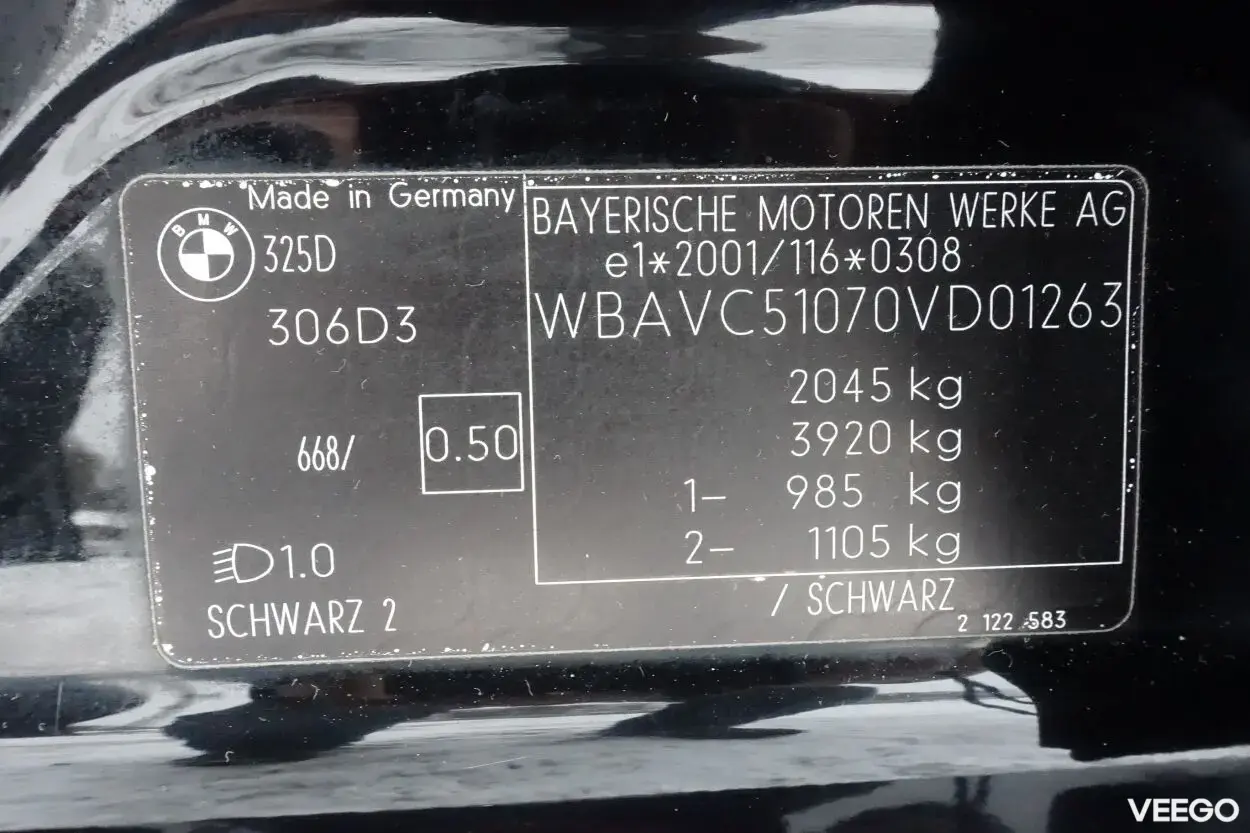 Made in Germany
BMW
325D
306D3
668/
0.50
1.0
SCHWARZ 2
BAYERISCHE MOTOREN WERKE AG
e1*2001/116*0308
WBAVC51070VD01263
2045 kg
3920 kg
1- 985 kg
2- 1105 kg
/ SCHWARZ
2 122 583
VEEGO